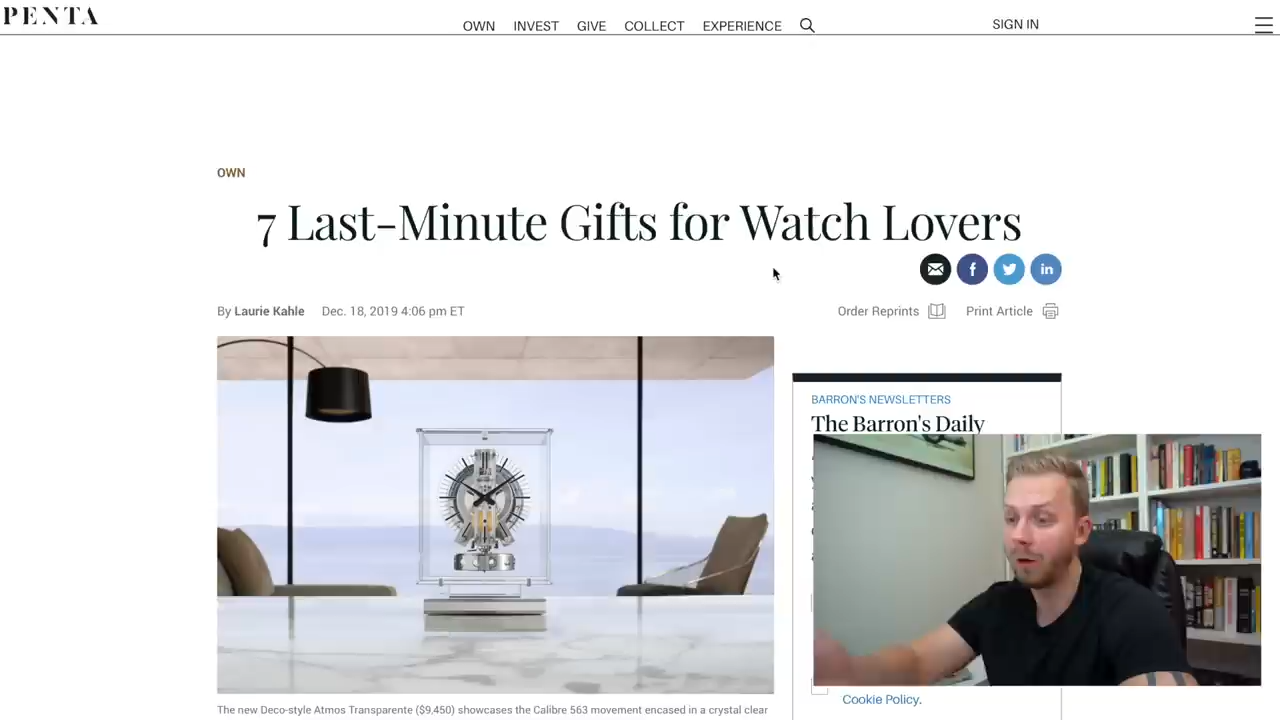 PENTA
OWN INVEST GIVE COLLECT EXPERIENCE
SIGN IN
OWN
7 Last-Minute Gifts for Watch Lovers
f in
By Laurie Kahle Dec. 18, 2019 4:06 pm ET
Order Reprints Print Article
BARRON'S NEWSLETTERS
The Barron's Daily
Cookie Policy.
The new Deco-style Atmos Transparente ($9,450) showcases the Calibre 563 movement encased in a crystal clear